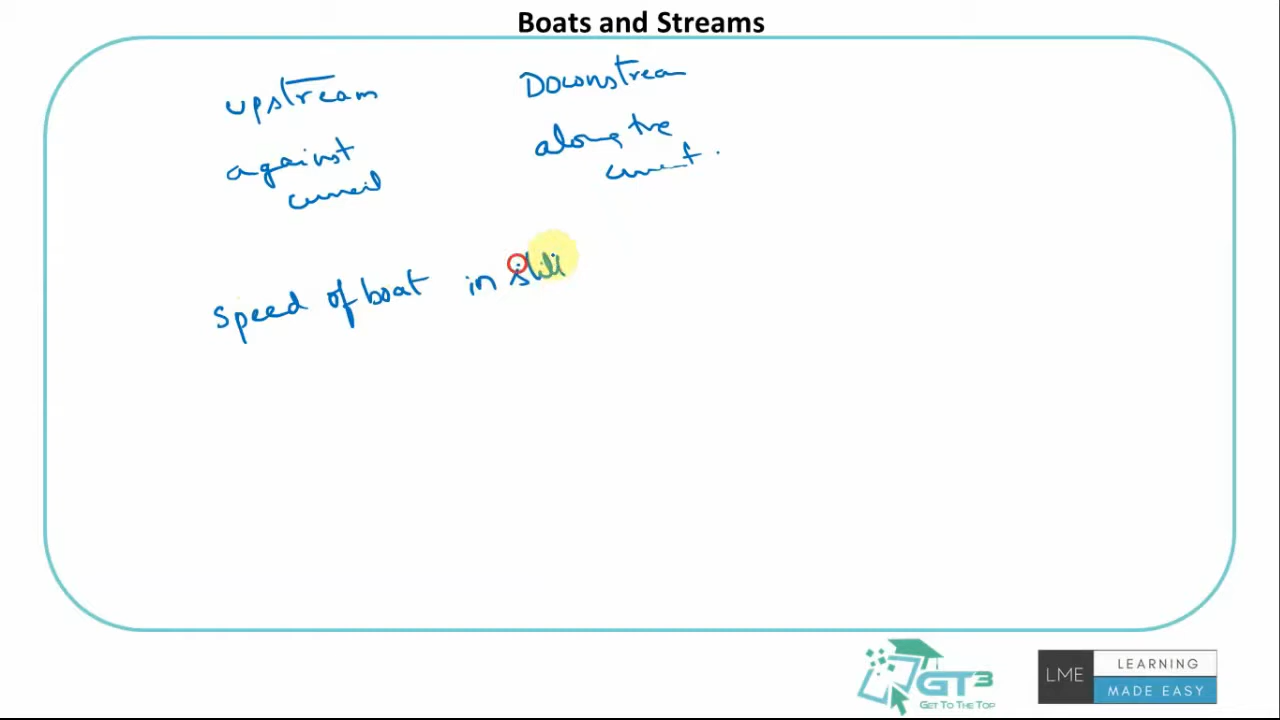 Boats and Streams
upstream
Downstream
against
current
along the
current.
speed of boat in still
GT3
GET TO THE TOP
LME
LEARNING
MADE EASY